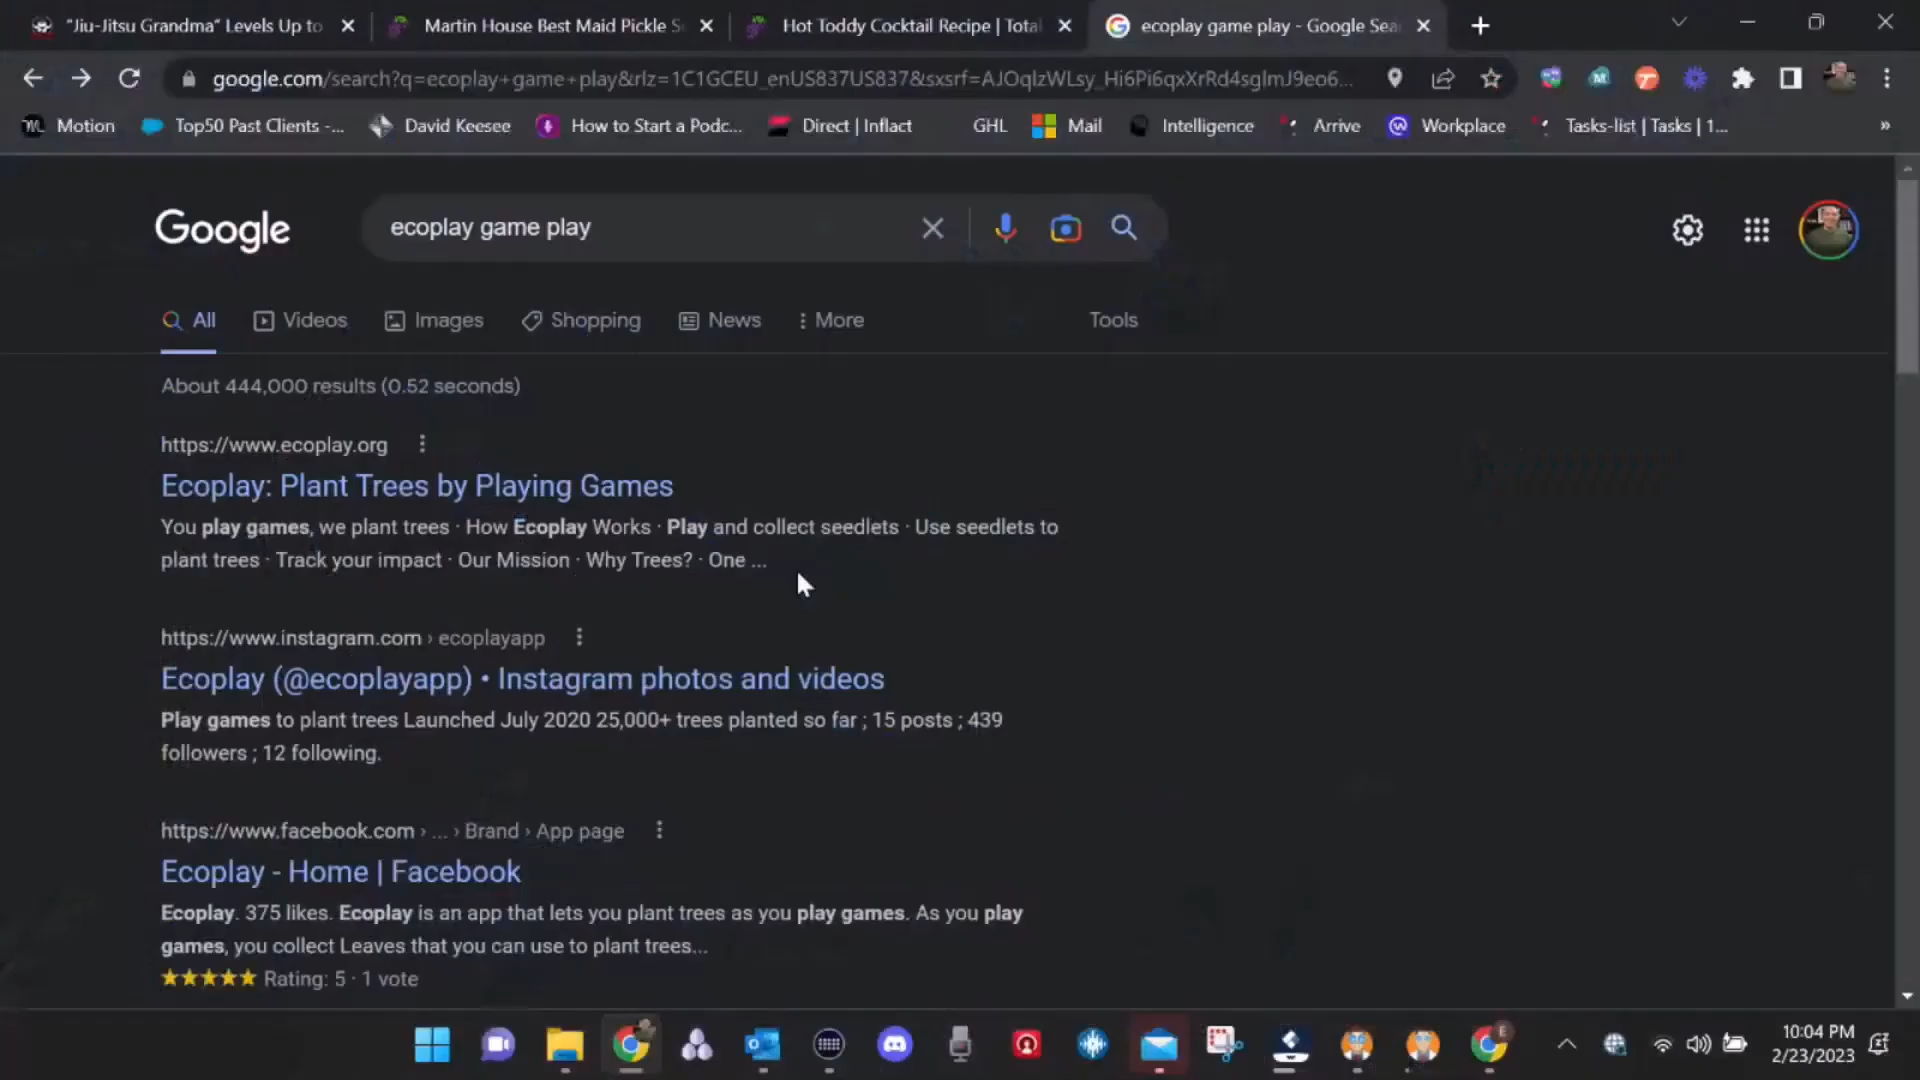 "Jiu-Jitsu Grandma" Levels Up to
Martin House Best Maid Pickle S
Hot Toddy Cocktail Recipe | Total
ecoplay game play - Google Sea
google.com/search?q=ecoplay+game+play&rlz=1C1GCEU_enUS837US837&sxsrf=AJOqlzWLsy_Hi6Pi6qxXrRd4sglmJ9eo6...
Motion
Top50 Past Clients -...
David Keesee
How to Start a Podc...
Direct | Inflact
GHL
Mail
Intelligence
Arrive
Workplace
Tasks-list | Tasks | 1...
»
Google
ecoplay game play
All
Videos
Images
Shopping
News
More
Tools
About 444,000 results (0.52 seconds)
https://www.ecoplay.org
Ecoplay: Plant Trees by Playing Games
You play games, we plant trees · How Ecoplay Works · Play and collect seedlets · Use seedlets to
plant trees · Track your impact · Our Mission · Why Trees? · One ...
https://www.instagram.com › ecoplayapp
Ecoplay (@ecoplayapp) • Instagram photos and videos
Play games to plant trees Launched July 2020 25,000+ trees planted so far ; 15 posts ; 439
followers ; 12 following.
https://www.facebook.com › ... › Brand › App page
Ecoplay - Home | Facebook
Ecoplay. 375 likes. Ecoplay is an app that lets you plant trees as you play games. As you play
games, you collect Leaves that you can use to plant trees...
★★★★★ Rating: 5 · 1 vote
10:04 PM
2/23/2023